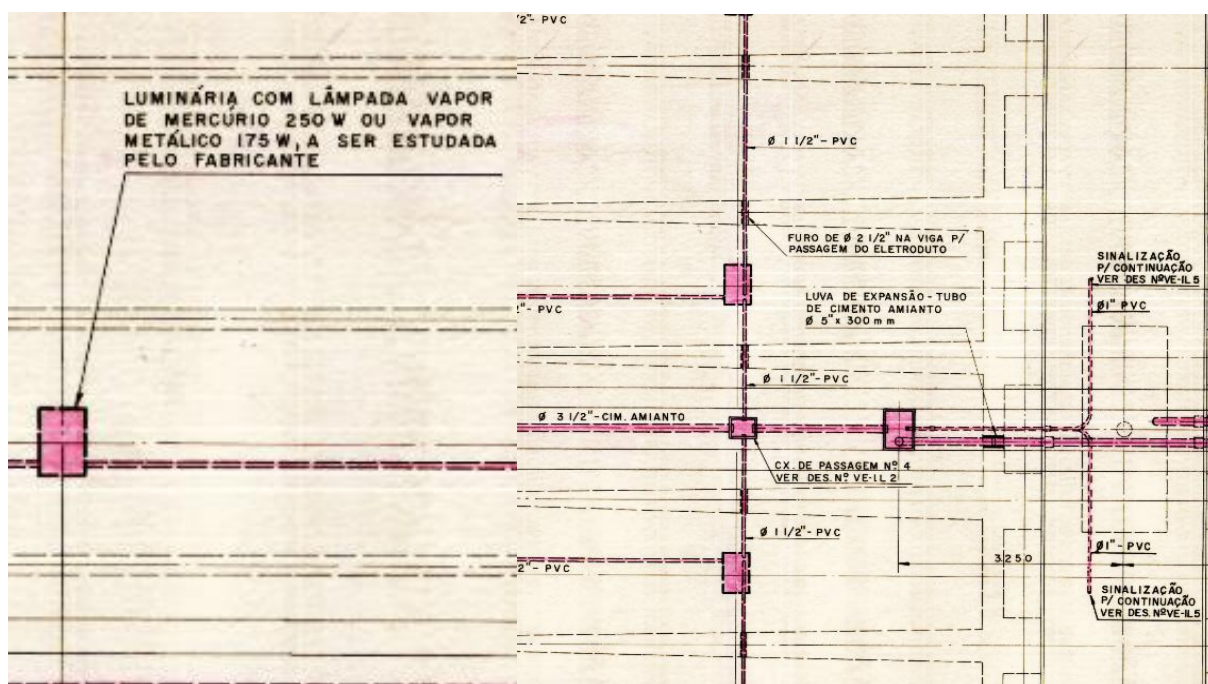 LUMINÁRIA COM LÂMPADA VAPOR
DE MERCÚRIO 250 W OU VAPOR
METÁLICO 175 W, A SER ESTUDADA
PELO FABRICANTE
2"- PVC
Ø 1 1/2"- PVC
FURO DE Ø 2 1/2" NA VIGA P/
PASSAGEM DO ELETRODUTO
SINALIZAÇÃO
P/ CONTINUAÇÃO
VER DES Nº VE-IL5
LUVA DE EXPANSÃO - TUBO
DE CIMENTO AMIANTO
Ø 5" x 300 mm
Ø1" PVC
2"- PVC
Ø 1 1/2"- PVC
Ø 3 1/2"- CIM. AMIANTO
CX. DE PASSAGEM Nº 4
VER DES. Nº VE-IL 2
Ø 1 1/2"- PVC
Ø1"- PVC
3250
2"- PVC
SINALIZAÇÃO
P/ CONTINUAÇÃO
VER DES. Nº VE-IL5